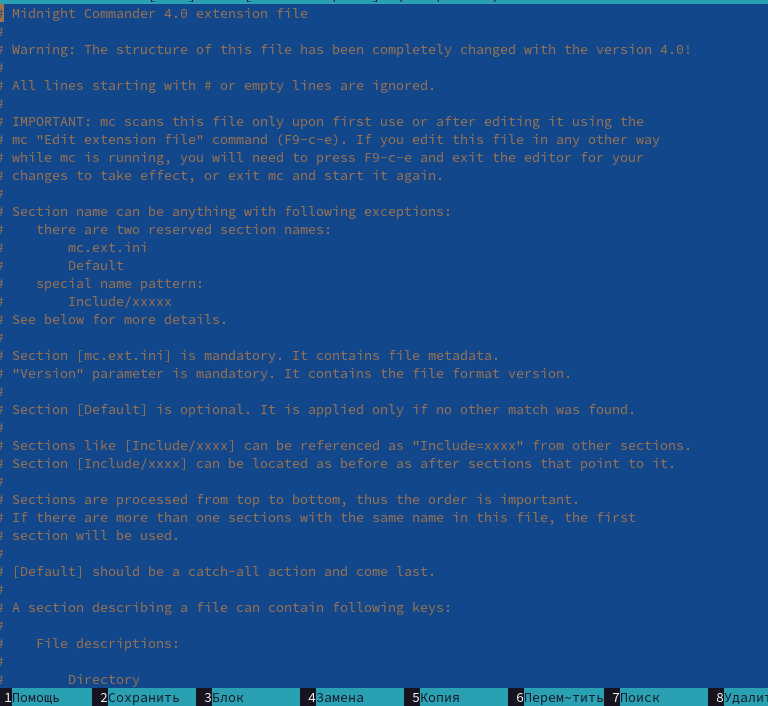 # Midnight Commander 4.0 extension file
#
# Warning: The structure of this file has been completely changed with the version 4.0!
#
# All lines starting with # or empty lines are ignored.
#
# IMPORTANT: mc scans this file only upon first use or after editing it using the
# mc "Edit extension file" command (F9-c-e). If you edit this file in any other way
# while mc is running, you will need to press F9-c-e and exit the editor for your
# changes to take effect, or exit mc and start it again.
#
# Section name can be anything with following exceptions:
#    there are two reserved section names:
#        mc.ext.ini
#        Default
#    special name pattern:
#        Include/xxxxx
# See below for more details.
#
# Section [mc.ext.ini] is mandatory. It contains file metadata.
# "Version" parameter is mandatory. It contains the file format version.
#
# Section [Default] is optional. It is applied only if no other match was found.
#
# Sections like [Include/xxxx] can be referenced as "Include=xxxx" from other sections.
# Section [Include/xxxx] can be located as before as after sections that point to it.
#
# Sections are processed from top to bottom, thus the order is important.
# If there are more than one sections with the same name in this file, the first
# section will be used.
#
# [Default] should be a catch-all action and come last.
#
# A section describing a file can contain following keys:
#
#    File descriptions:
#
#        Directory
1Помощь 2Сохранить 3Блок 4Замена 5Копия 6Перем~тить 7Поиск 8Удалит